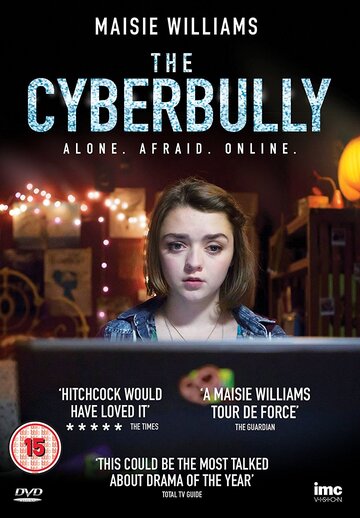 MAISIE WILLIAMS
THE
CYBERBULLY
ALONE. AFRAID. ONLINE.
‘HITCHCOCK WOULD
HAVE LOVED IT’
★★★★★ THE TIMES
‘A MAISIE WILLIAMS
TOUR DE FORCE’
THE GUARDIAN
15
‘THIS COULD BE THE MOST TALKED
ABOUT DRAMA OF THE YEAR’
TOTAL TV GUIDE
DVD
imc
VISION